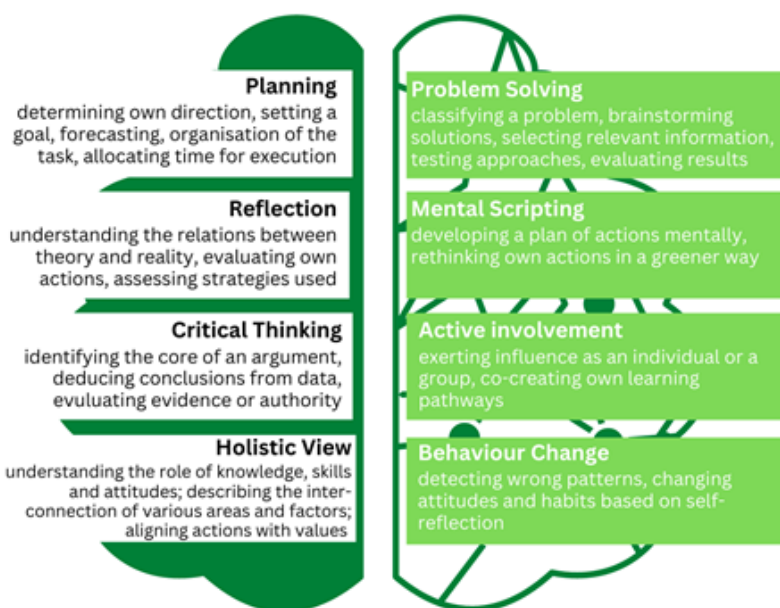 Planning
determining own direction, setting a
goal, forecasting, organisation of the
task, allocating time for execution
Reflection
understanding the relations between
theory and reality, evaluating own
actions, assessing strategies used
Critical Thinking
identifying the core of an argument,
deducing conclusions from data,
evuluating evidence or authority
Holistic View
understanding the role of knowledge, skills
and attitudes; describing the inter-
connection of various areas and factors;
aligning actions with values
Problem Solving
classifying a problem, brainstorming
solutions, selecting relevant information,
testing approaches, evaluating results
Mental Scripting
developing a plan of actions mentally,
rethinking own actions in a greener way
Active involvement
exerting influence as an individual or a
group, co-creating own learning
pathways
Behaviour Change
detecting wrong patterns, changing
attitudes and habits based on self-
reflection